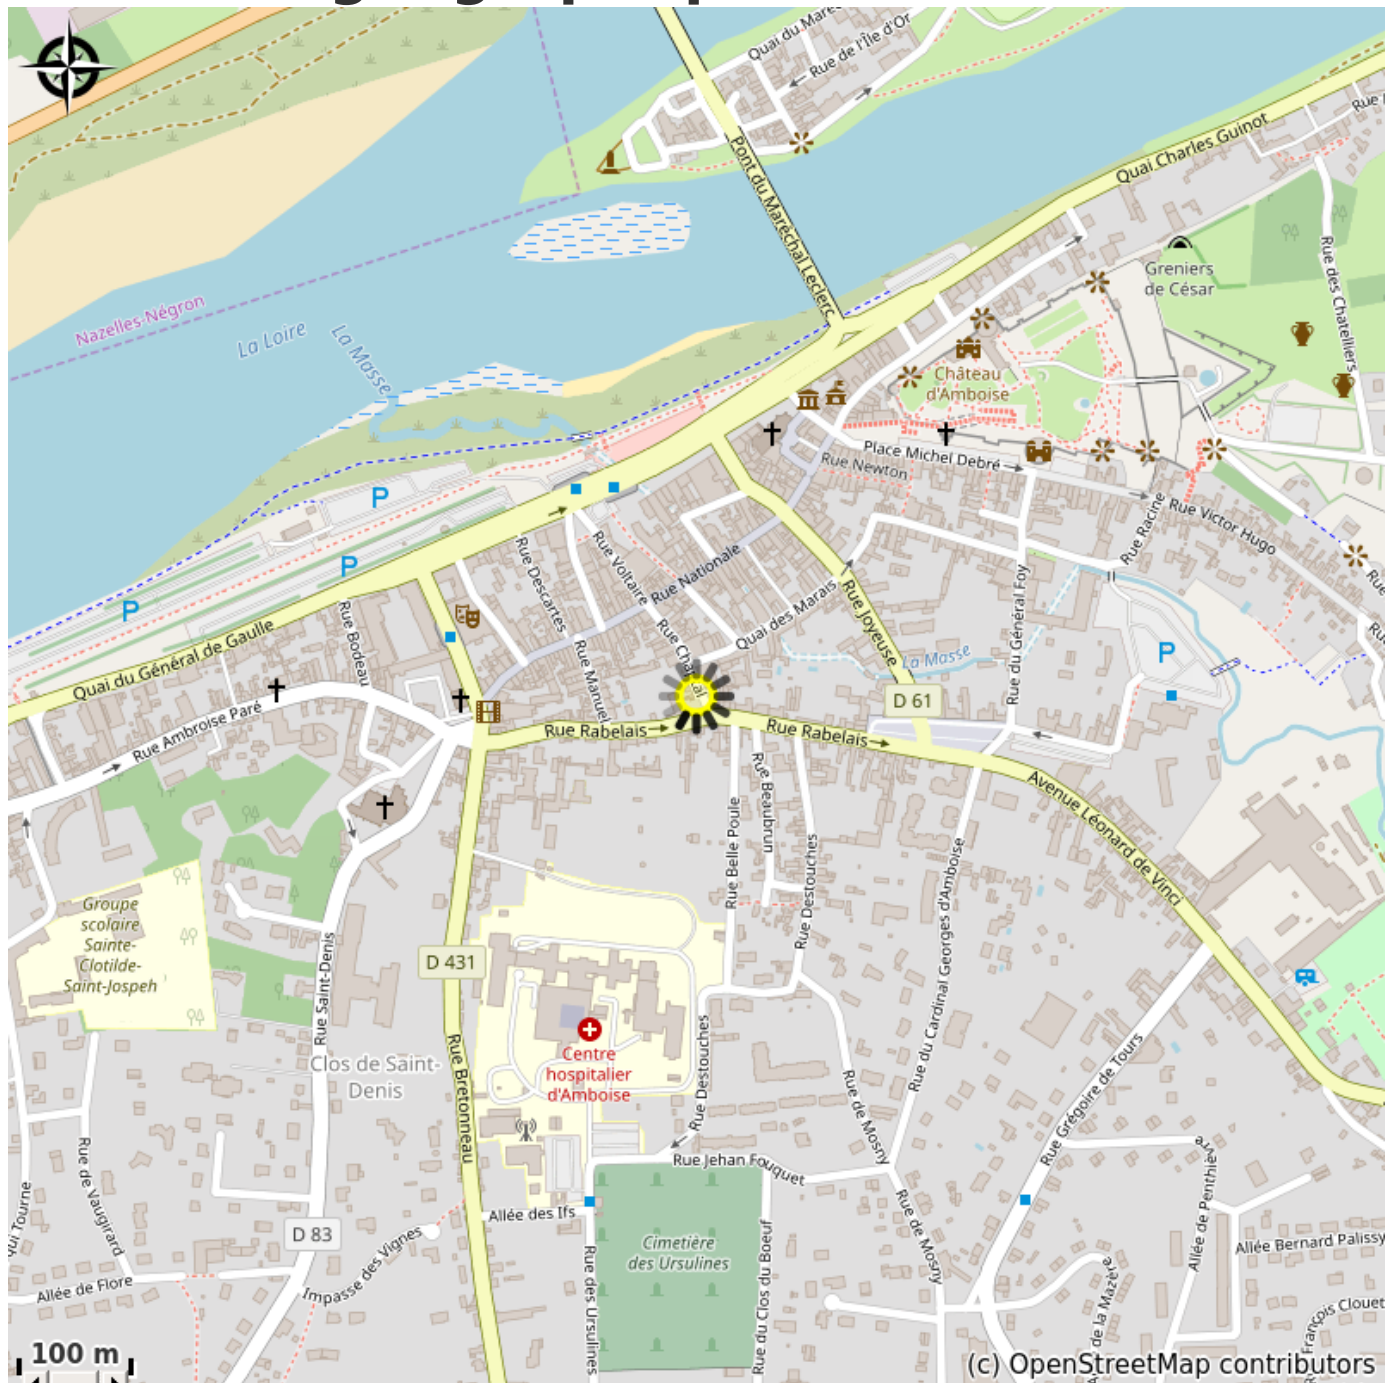 Quai du Maréc
Rue de l'Île d'Or
Pont du Maréchal Leclerc
Quai Charles Guinot
Rue des Chatelliers
Greniers
de César
Nazelles-Négron
La Loire
La Masse
Château
d'Amboise
Place Michel Debré
Rue Newton
Rue Racine
Rue Victor Hugo
P
P
P
P
Rue Descartes
Rue Voltaire
Rue Nationale
Quai des Marais
Rue Joyeuse
Rue du Général Foy
La Masse
Rue Bodeau
Quai du Général de Gaulle
Rue Ambroise Paré
Rue Manuel
Rue Rabelais
Rue Rabelais
D 61
Avenue Léonard de Vinci
Rue Belle Poule
Rue Beaubrun
Rue Destouches
Rue du Cardinal Georges d'Amboise
Groupe
scolaire
Sainte-
Clotilde-
Saint-Jospeh
Rue Saint-Denis
D 431
Centre
hospitalier
d'Amboise
Clos de Saint-
Denis
Rue Bretonneau
Rue Destouches
Rue de Mosny
Rue Grégoire de Tours
Rue Jehan Fouquet
Rue de Vaugirard
Allée des Ifs
Cimetière
des Ursulines
Rue de Mosny
Allée de Penthièvre
Allée Bernard Palissy
D 83
Impasse des Vignes
Allée de Flore
Rue des Ursulines
Rue du Clos du Boeuf
de la Mazère
François Clouet
100 m
(c) OpenStreetMap contributors